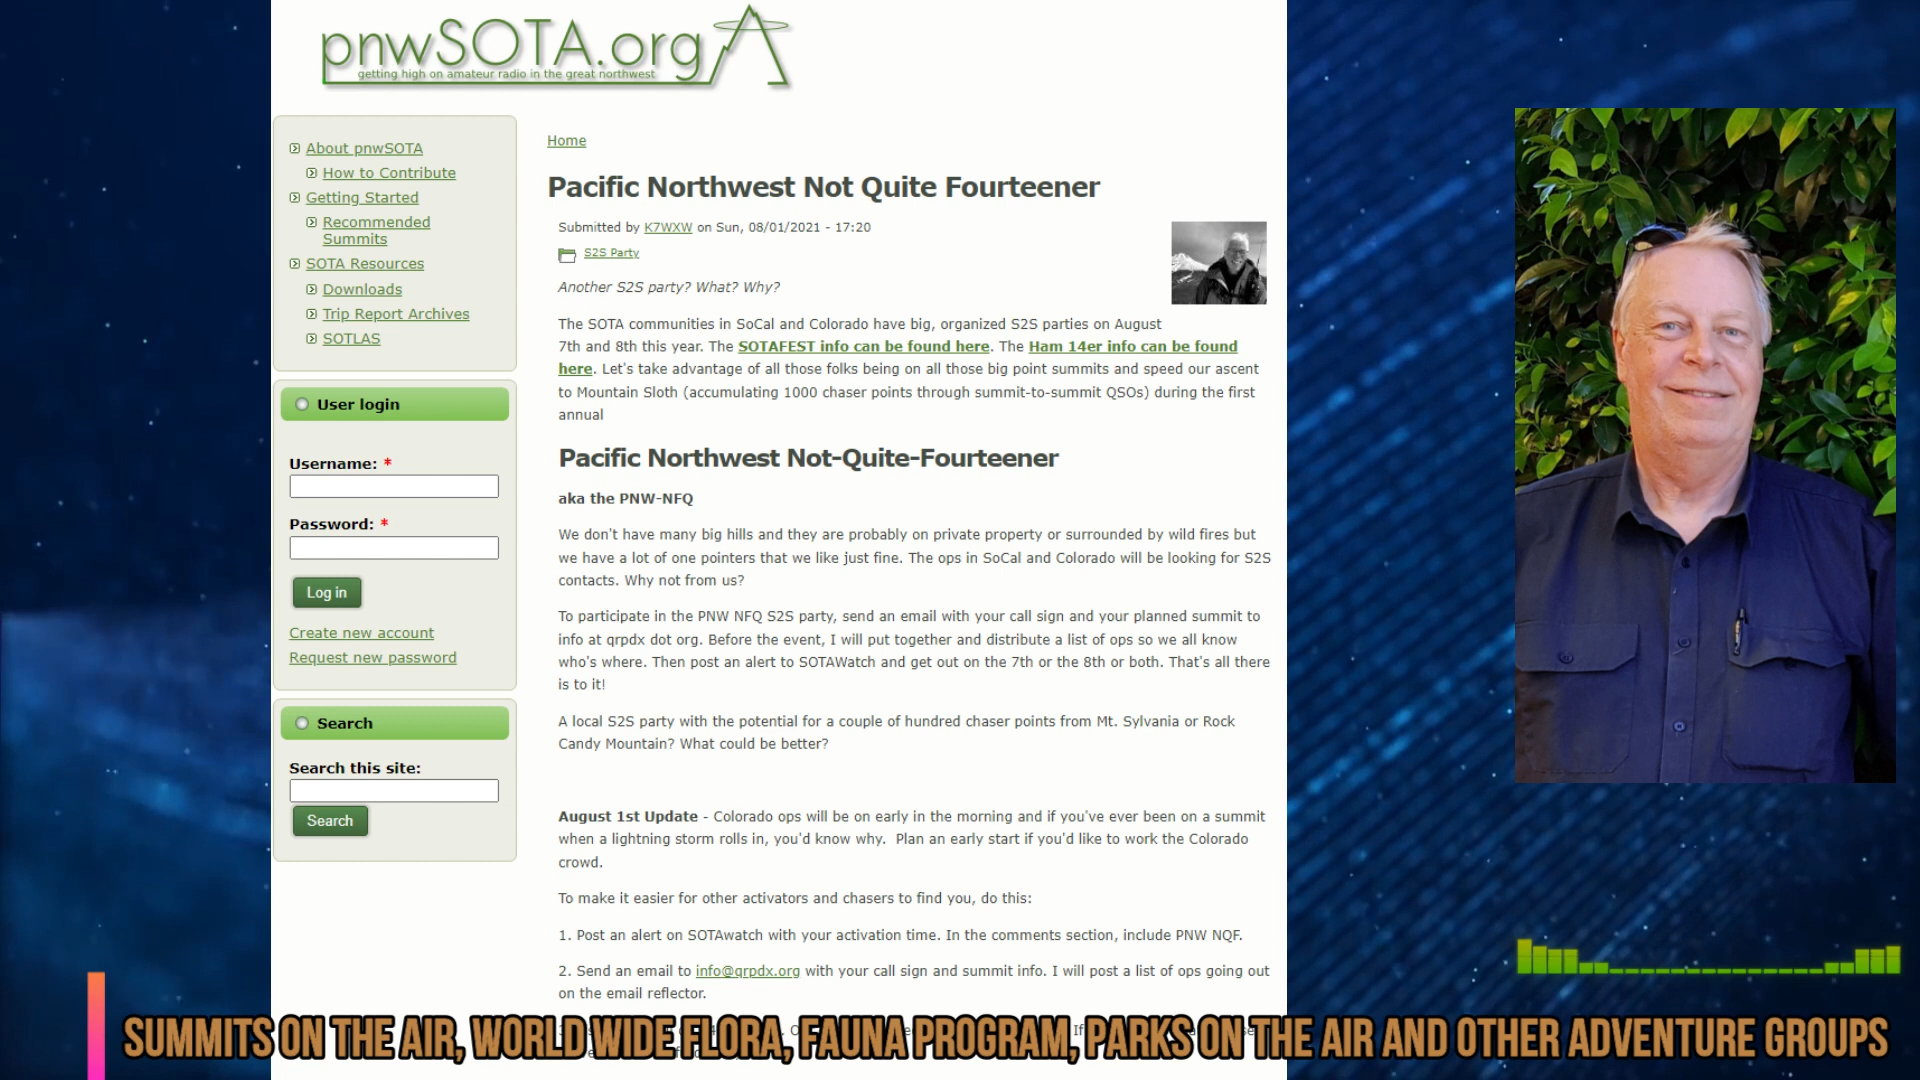 pnwSOTA.org
getting high on amateur radio in the great northwest
About pnwSOTA
How to Contribute
Getting Started
Recommended
Summits
SOTA Resources
Downloads
Trip Report Archives
SOTLAS
User login
Username: *
Password: *
Log in
Create new account
Request new password
Search
Search this site:
Search
Home
Pacific Northwest Not Quite Fourteener
Submitted by K7WXW on Sun, 08/01/2021 - 17:20
S2S Party
Another S2S party? What? Why?
The SOTA communities in SoCal and Colorado have big, organized S2S parties on August
7th and 8th this year. The SOTAFEST info can be found here. The Ham 14er info can be found
here. Let's take advantage of all those folks being on all those big point summits and speed our ascent
to Mountain Sloth (accumulating 1000 chaser points through summit-to-summit QSOs) during the first
annual
Pacific Northwest Not-Quite-Fourteener
aka the PNW-NFQ
We don't have many big hills and they are probably on private property or surrounded by wild fires but
we have a lot of one pointers that we like just fine. The ops in SoCal and Colorado will be looking for S2S
contacts. Why not from us?
To participate in the PNW NFQ S2S party, send an email with your call sign and your planned summit to
info at qrpdx dot org. Before the event, I will put together and distribute a list of ops so we all know
who's where. Then post an alert to SOTAWatch and get out on the 7th or the 8th or both. That's all there
is to it!
A local S2S party with the potential for a couple of hundred chaser points from Mt. Sylvania or Rock
Candy Mountain? What could be better?
August 1st Update - Colorado ops will be on early in the morning and if you've ever been on a summit
when a lightning storm rolls in, you'd know why. Plan an early start if you'd like to work the Colorado
crowd.
To make it easier for other activators and chasers to find you, do this:
1. Post an alert on SOTAwatch with your activation time. In the comments section, include PNW NQF.
2. Send an email to info@qrpdx.org with your call sign and summit info. I will post a list of ops going out
on the email reflector.
SUMMITS ON THE AIR, WORLD WIDE FLORA, FAUNA PROGRAM, PARKS ON THE AIR AND OTHER ADVENTURE GROUPS